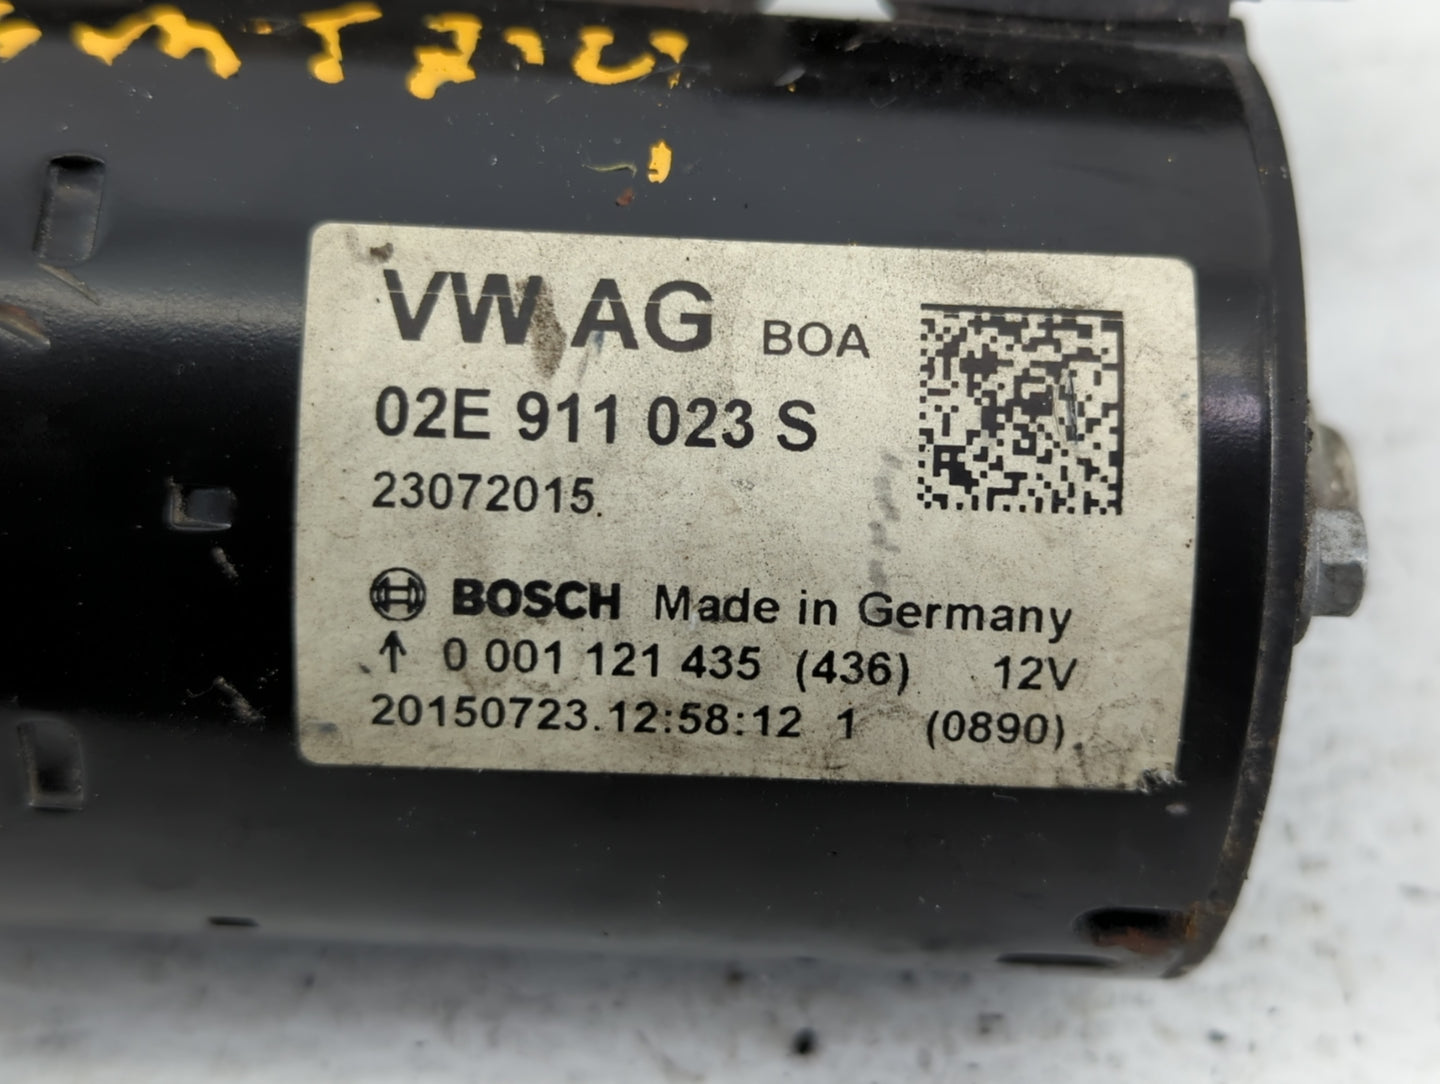 VW AG BOA
02E 911 023 S
23072015
BOSCH Made in Germany
↑ 0 001 121 435 (436) 12V
20150723.12:58:12 1 (0890)